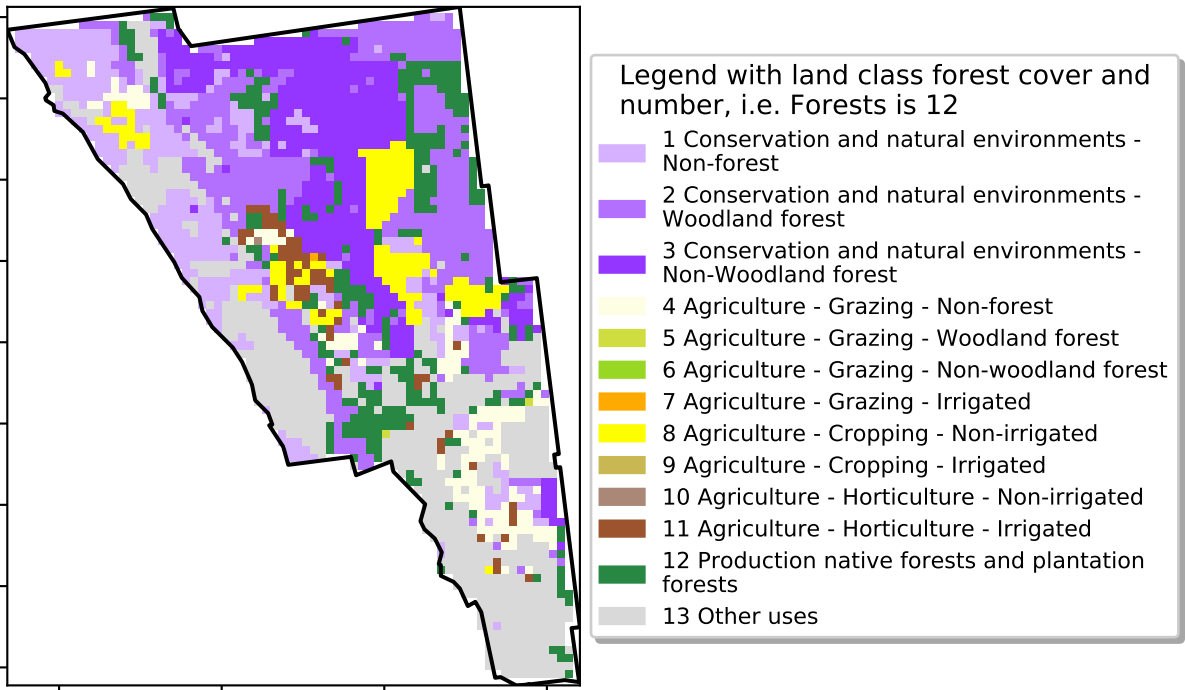 Legend with land class forest cover and
number, i.e. Forests is 12
1 Conservation and natural environments -
Non-forest
2 Conservation and natural environments -
Woodland forest
3 Conservation and natural environments -
Non-Woodland forest
4 Agriculture - Grazing - Non-forest
5 Agriculture - Grazing - Woodland forest
6 Agriculture - Grazing - Non-woodland forest
7 Agriculture - Grazing - Irrigated
8 Agriculture - Cropping - Non-irrigated
9 Agriculture - Cropping - Irrigated
10 Agriculture - Horticulture - Non-irrigated
11 Agriculture - Horticulture - Irrigated
12 Production native forests and plantation
forests
13 Other uses